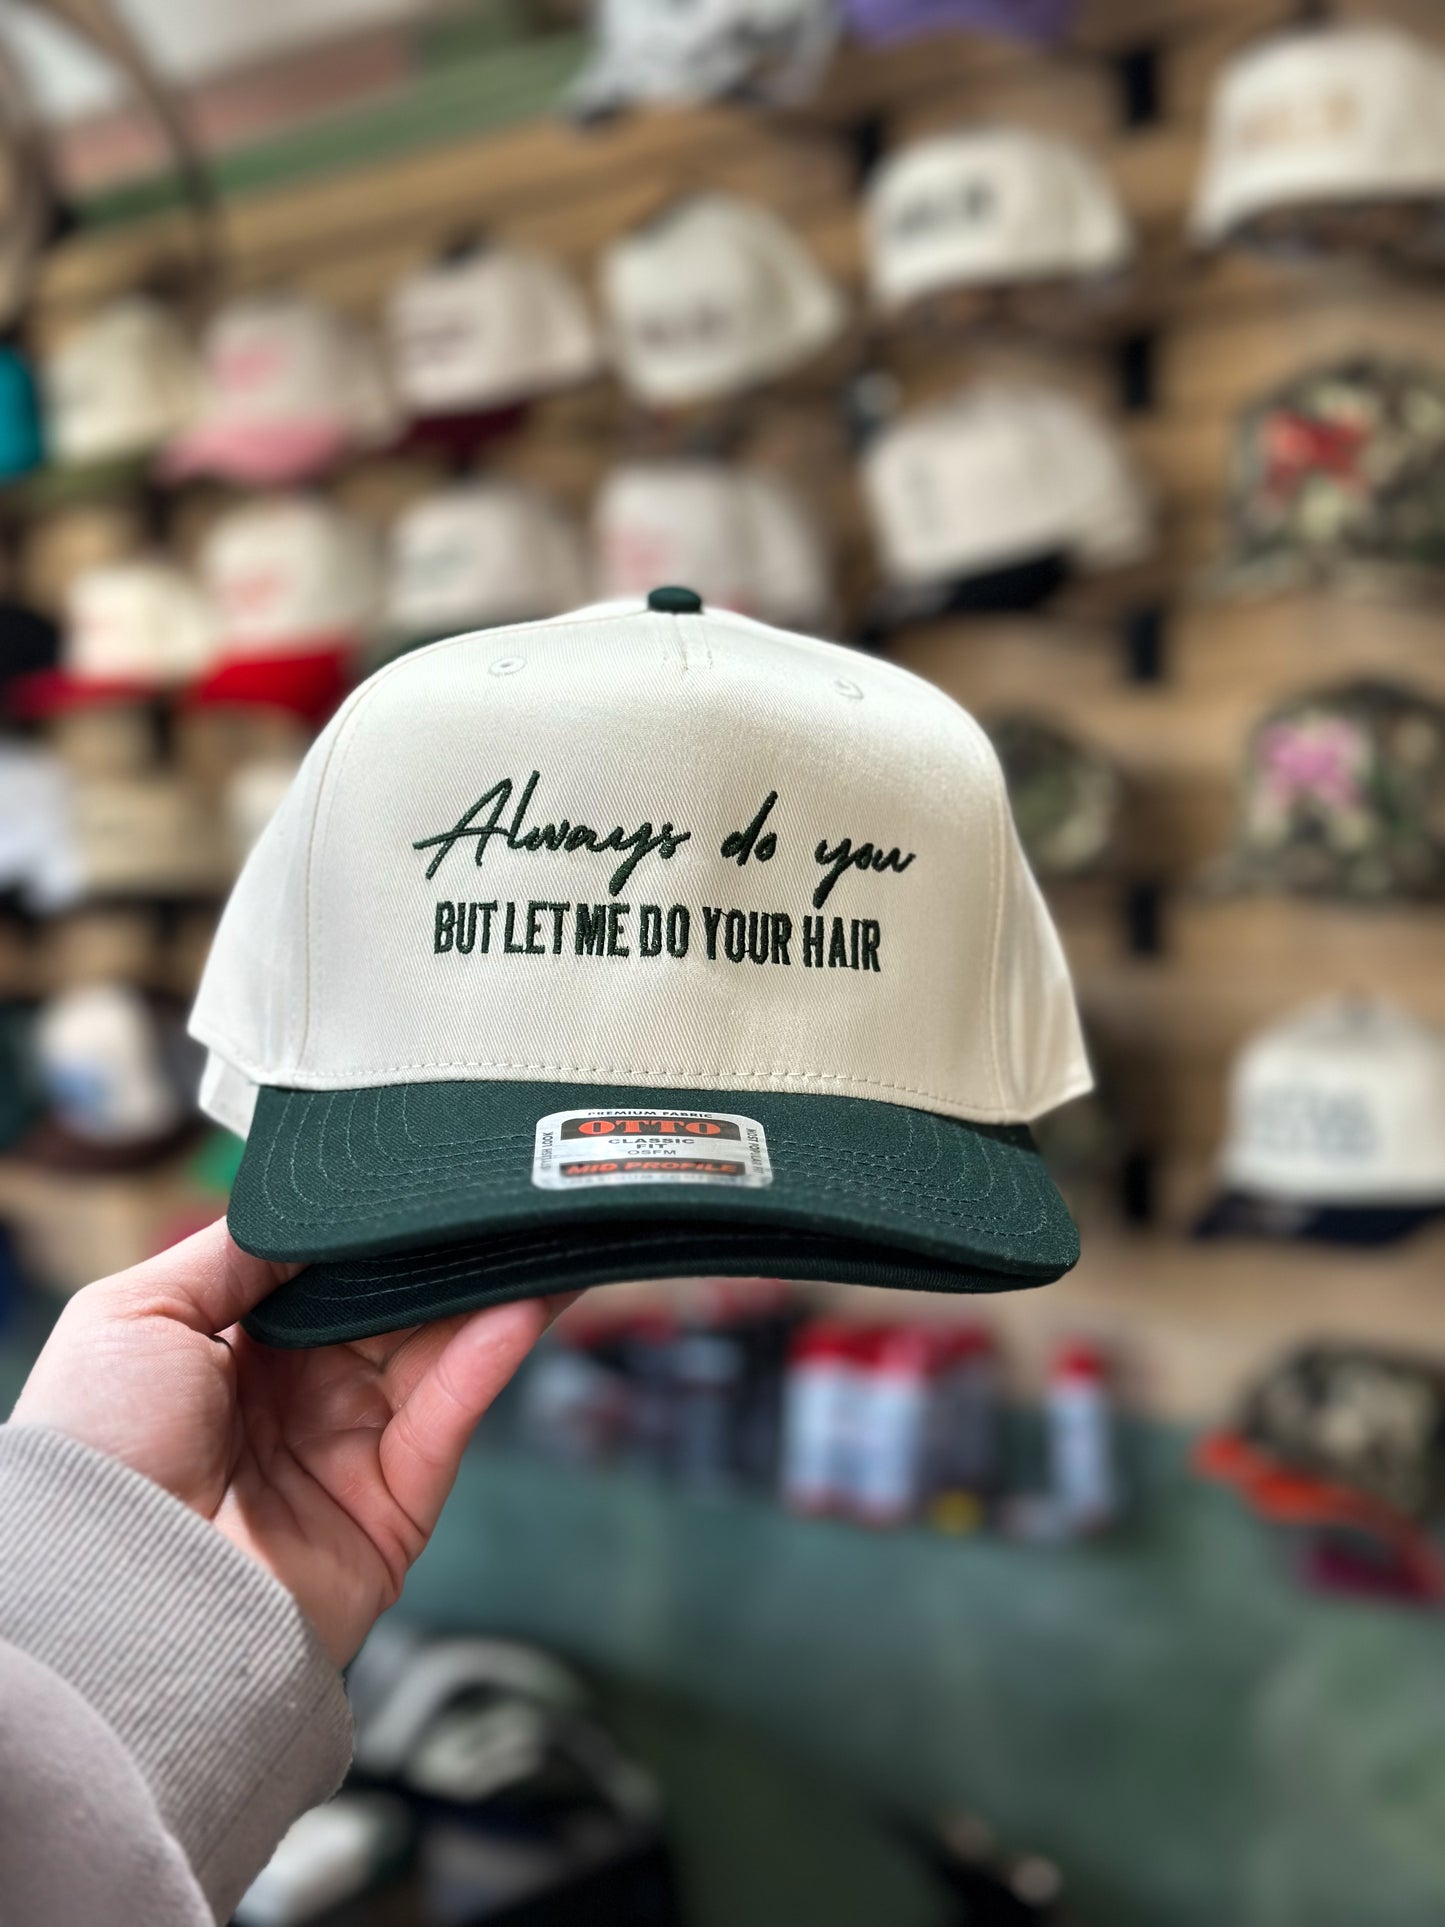 Always do you
BUT LET ME DO YOUR HAIR
PREMIUM FABRIC
OTTO
CLASSIC
FIT
OSFM
MID PROFILE